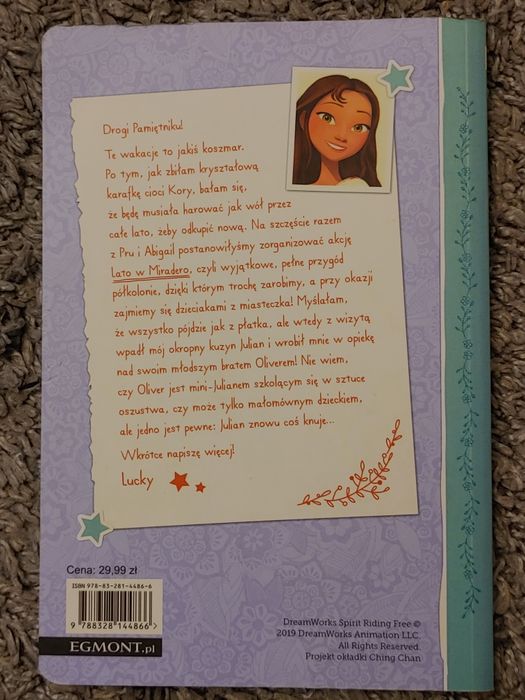 Drogi Pamiętniku!
Te wakacje to jakiś koszmar.
Po tym, jak zbiłam kryształową
karafkę cioci Kory, bałam się,
że będę musiała harować jak wół przez
całe lato, żeby odkupić nową. Na szczęście razem
z Pru i Abigail postanowiłyśmy zorganizować akcję
Lato w Miradero, czyli wyjątkowe, pełne przygód
półkolonie, dzięki którym trochę zarobimy, a przy okazji
zajmiemy się dzieciakami z miasteczka! Myślałam,
że wszystko pójdzie jak z płatka, ale wtedy z wizytą
wpadł mój okropny kuzyn Julian i wrobił mnie w opiekę
nad swoim młodszym bratem Oliverem! Nie wiem,
czy Oliver jest mini-Julianem szkolącym się w sztuce
oszustwa, czy może tylko małomównym dzieckiem,
ale jedno jest pewne: Julian znowu coś knuje...
Wkrótce napiszę więcej!
Lucky
Cena: 29,99 zł
ISBN 978-83-281-4486-6
9 788328 144866 >
EGMONT.pl
DreamWorks Spirit Riding Free ©
2019 DreamWorks Animation LLC.
All Rights Reserved.
Projekt okładki Ching Chan